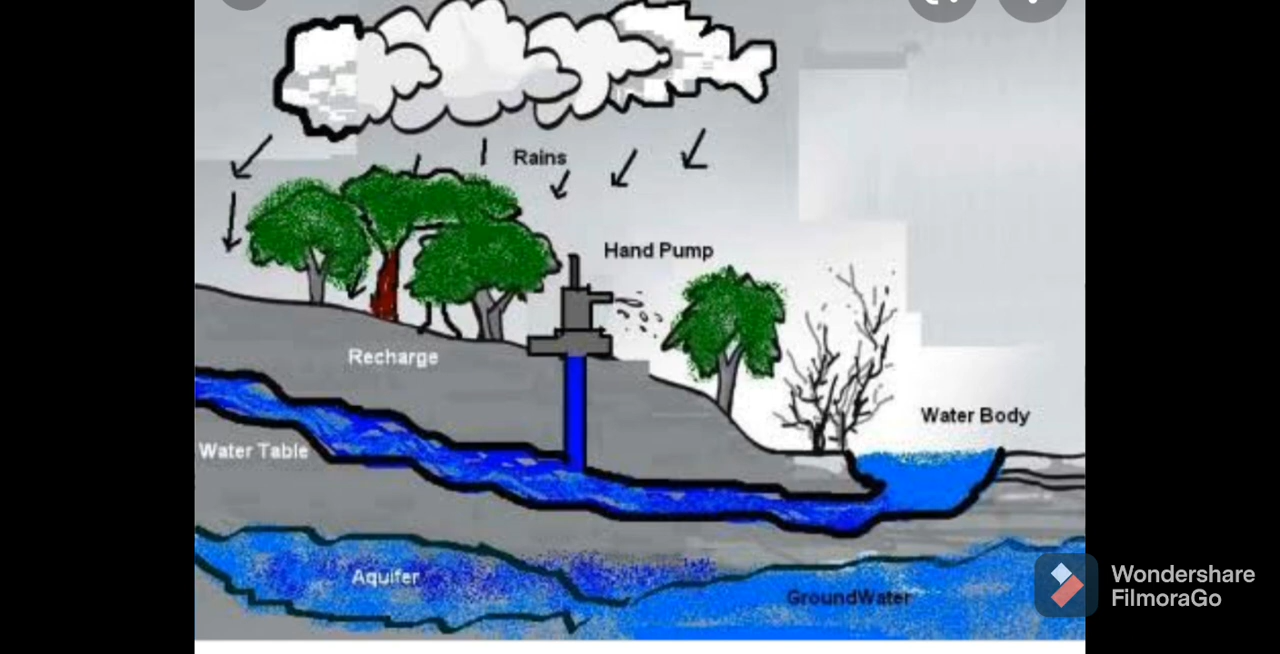 Rains
Hand Pump
Recharge
Water Body
Water Table
Aquifer
GroundWater
Wondershare
FilmoraGo